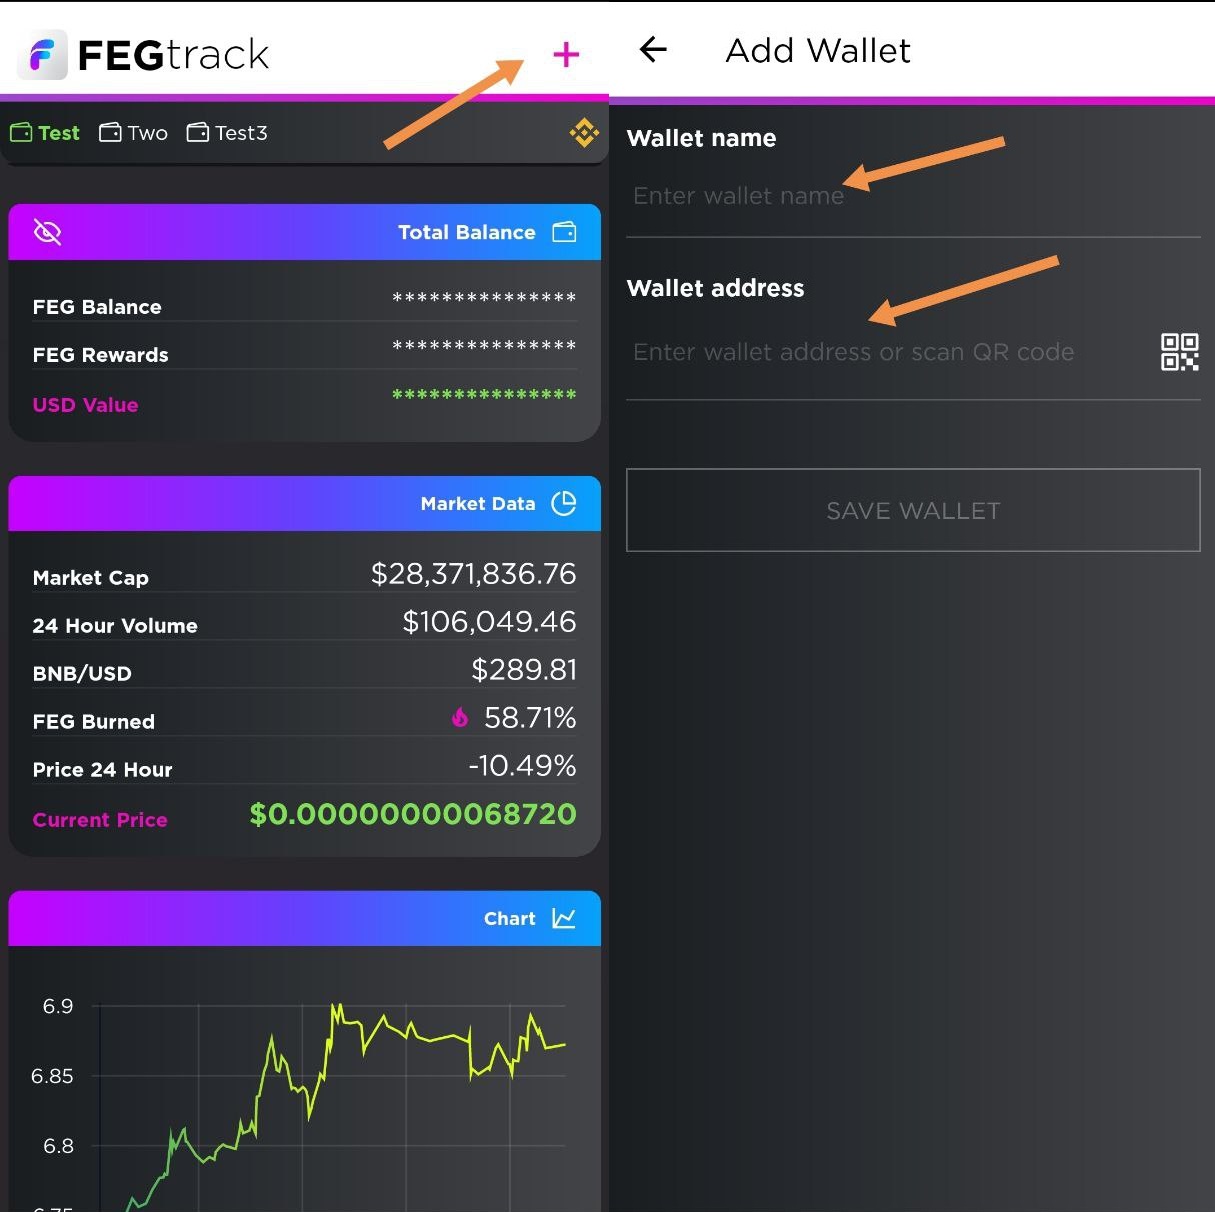 FEGtrack
Test Two Test3
Total Balance
FEG Balance ***************
FEG Rewards ***************
USD Value ***************
Market Data
Market Cap $28,371,836.76
24 Hour Volume $106,049.46
BNB/USD $289.81
FEG Burned 58.71%
Price 24 Hour -10.49%
Current Price $0.00000000068720
Chart
6.9
6.85
6.8
6.75
Add Wallet
Wallet name
Enter wallet name
Wallet address
Enter wallet address or scan QR code
SAVE WALLET